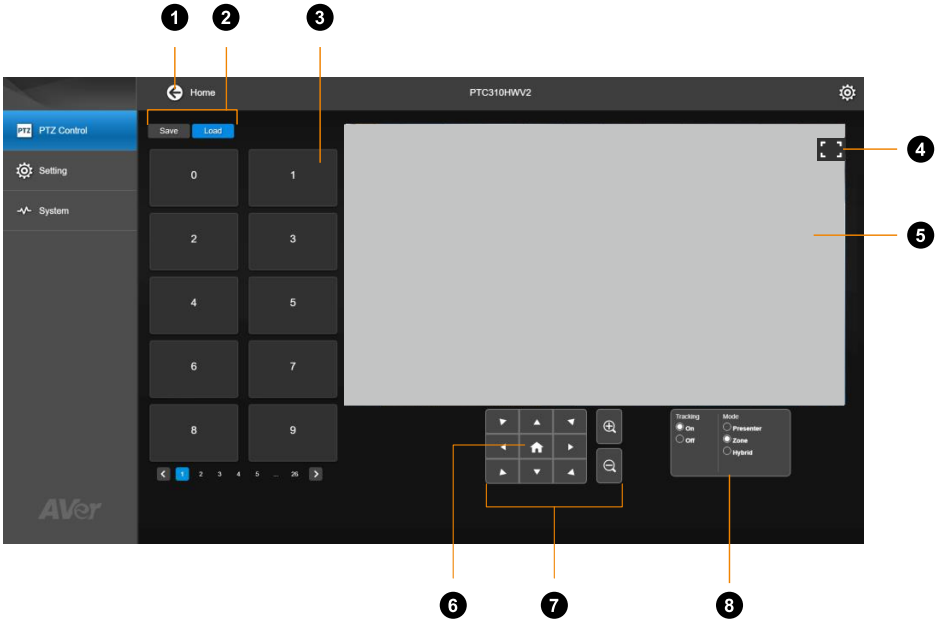 1 2 3
Home PTC310HWV2
PTZ PTZ Control
Save Load
4
Setting
0 1
System
5
2 3
4 5
6 7
8 9
Tracking Mode
On Presenter
Off Zone
Hybrid
1 2 3 4 5 ... 26
AVer
6 7 8